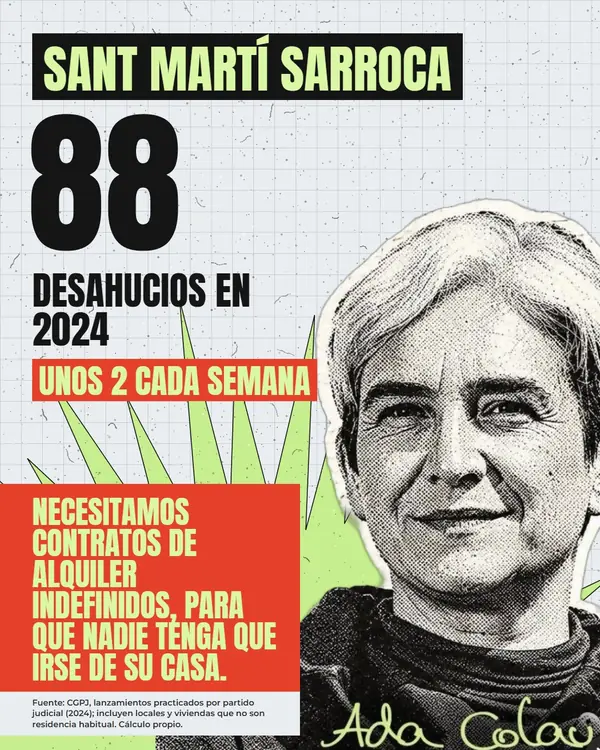 SANT MARTÍ SARROCA
88
DESAHUCIOS EN
2024
UNOS 2 CADA SEMANA
NECESITAMOS
CONTRATOS DE
ALQUILER
INDEFINIDOS, PARA
QUE NADIE TENGA QUE
IRSE DE SU CASA.
Fuente: CGPJ, lanzamientos practicados por partido
judicial (2024); incluyen locales y viviendas que no son
residencia habitual. Cálculo propio.
Ada Colau